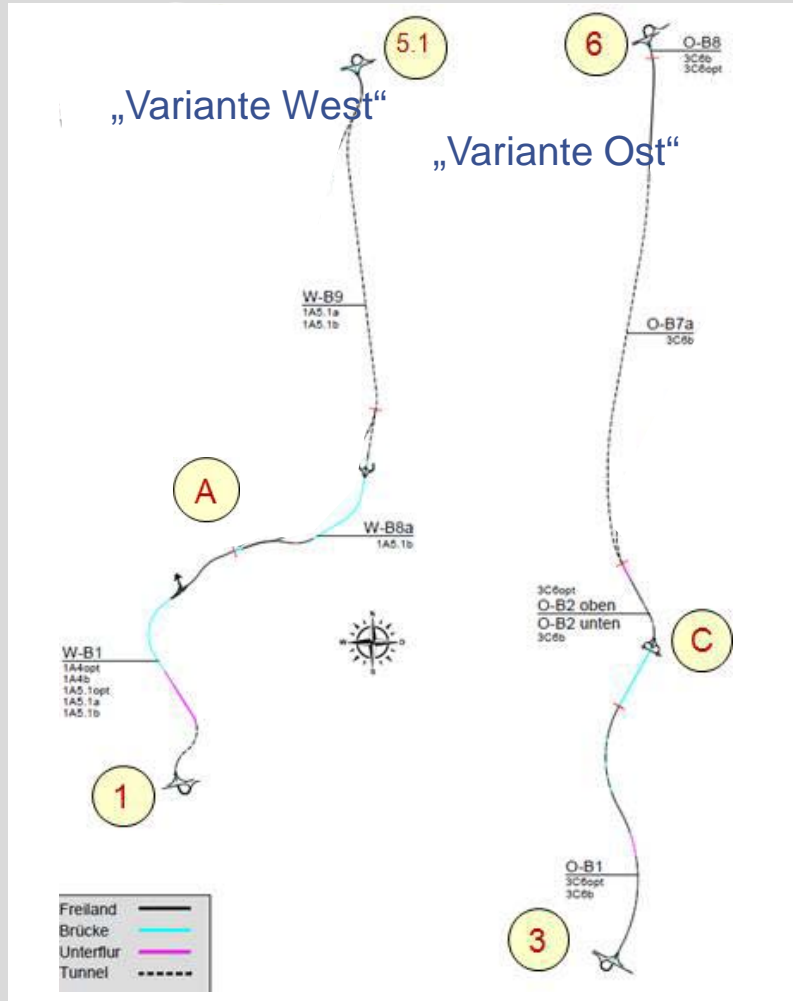 5.1
6
O-B8
3C6b
3C6opt
„Variante West“
„Variante Ost“
W-B9
1A5.1a
1A5.1b
O-B7a
3C6b
A
W-B8a
1A5.1b
3C6opt
O-B2 oben
O-B2 unten
3C6b
C
W-B1
1A4opt
1A4b
1A5.1opt
1A5.1a
1A5.1b
1
O-B1
3C6opt
3C6b
3
Freiland
Brücke
Unterflur
Tunnel